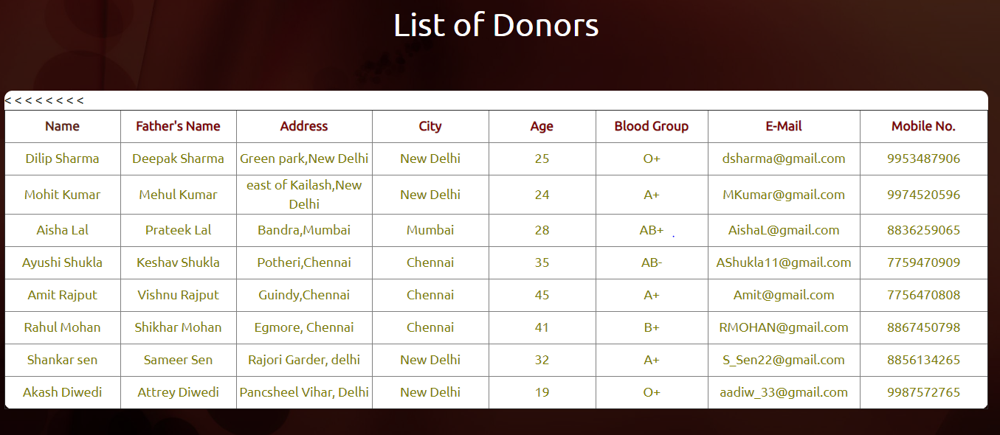 List of Donors
< < < < < < < <
Name Father's Name Address City Age Blood Group E-Mail Mobile No.
Dilip Sharma Deepak Sharma Green park,New Delhi New Delhi 25 O+ dsharma@gmail.com 9953487906
Mohit Kumar Mehul Kumar east of Kailash,New Delhi New Delhi 24 A+ MKumar@gmail.com 9974520596
Aisha Lal Prateek Lal Bandra,Mumbai Mumbai 28 AB+ AishaL@gmail.com 8836259065
Ayushi Shukla Keshav Shukla Potheri,Chennai Chennai 35 AB- AShukla11@gmail.com 7759470909
Amit Rajput Vishnu Rajput Guindy,Chennai Chennai 45 A+ Amit@gmail.com 7756470808
Rahul Mohan Shikhar Mohan Egmore, Chennai Chennai 41 B+ RMOHAN@gmail.com 8867450798
Shankar sen Sameer Sen Rajori Garder, delhi New Delhi 32 A+ S_Sen22@gmail.com 8856134265
Akash Diwedi Attrey Diwedi Pancsheel Vihar, Delhi New Delhi 19 O+ aadiw_33@gmail.com 9987572765